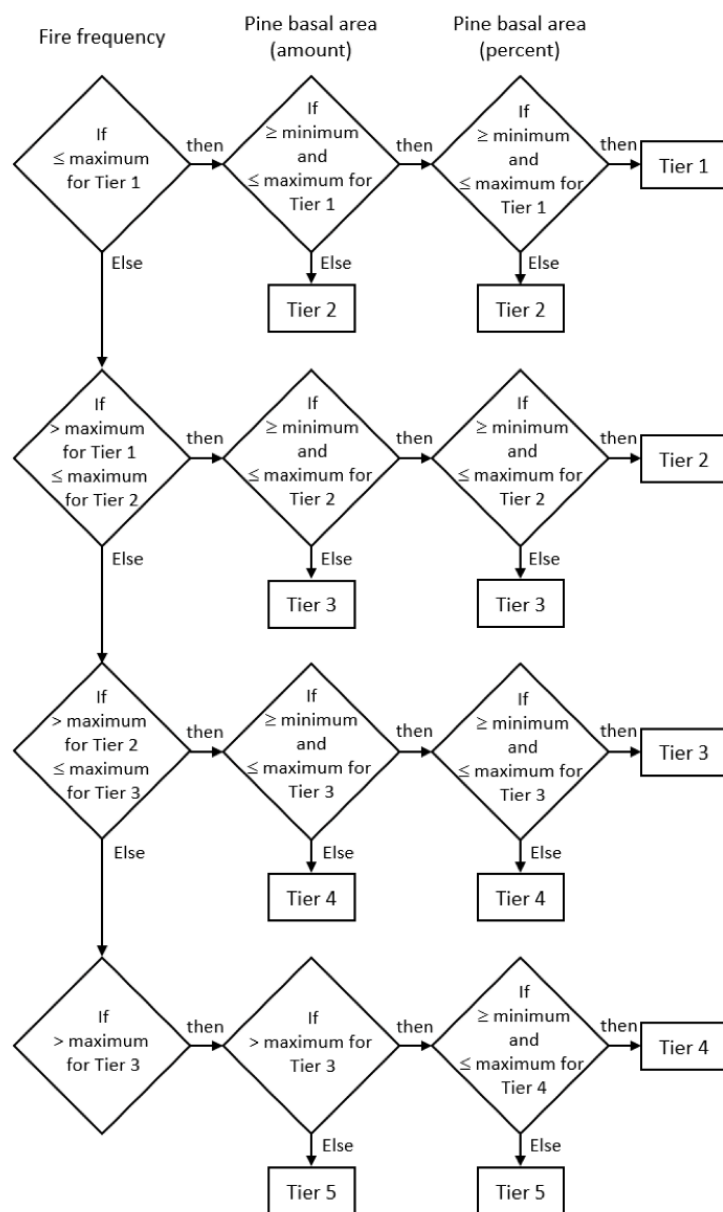 Fire frequency
Pine basal area
(amount)
Pine basal area
(percent)
If
≤ maximum
for Tier 1
then
If
≥ minimum
and
≤ maximum for
Tier 1
then
If
≥ minimum
and
≤ maximum for
Tier 1
then
Tier 1
Else
Else
Else
Tier 2
Tier 2
If
> maximum
for Tier 1
≤ maximum
for Tier 2
then
If
≥ minimum
and
≤ maximum for
Tier 2
then
If
≥ minimum
and
≤ maximum for
Tier 2
then
Tier 2
Else
Else
Else
Tier 3
Tier 3
If
> maximum
for Tier 2
≤ maximum
for Tier 3
then
If
≥ minimum
and
≤ maximum for
Tier 3
then
If
≥ minimum
and
≤ maximum for
Tier 3
then
Tier 3
Else
Else
Else
Tier 4
Tier 4
If
> maximum
for Tier 3
then
If
> maximum for
Tier 3
then
If
≥ minimum
and
≤ maximum for
Tier 4
then
Tier 4
Else
Else
Tier 5
Tier 5